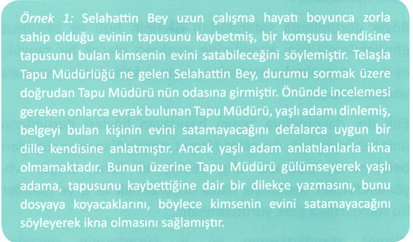 Örnek 1: Selahattin Bey uzun çalışma hayatı boyunca zorla
sahip olduğu evinin tapusunu kaybetmiş, bir komşusu kendisine
tapusunu bulan kimsenin evini satabileceğini söylemiştir. Telaşla
Tapu Müdürlüğü ne gelen Selahattin Bey, durumu sormak üzere
doğrudan Tapu Müdürü nün odasına girmiştir. Önünde incelemesi
gereken onlarca evrak bulunan Tapu Müdürü, yaşlı adamı dinlemiş,
belgeyi bulan kişinin evini satamayacağını defalarca uygun bir
dille kendisine anlatmıştır. Ancak yaşlı adam anlatılanlarla ikna
olmamaktadır. Bunun üzerine Tapu Müdürü gülümseyerek yaşlı
adama, tapusunu kaybettiğine dair bir dilekçe yazmasını, bunu
dosyaya koyacaklarını, böylece kimsenin evini satamayacağını
söyleyerek ikna olmasını sağlamıştır.